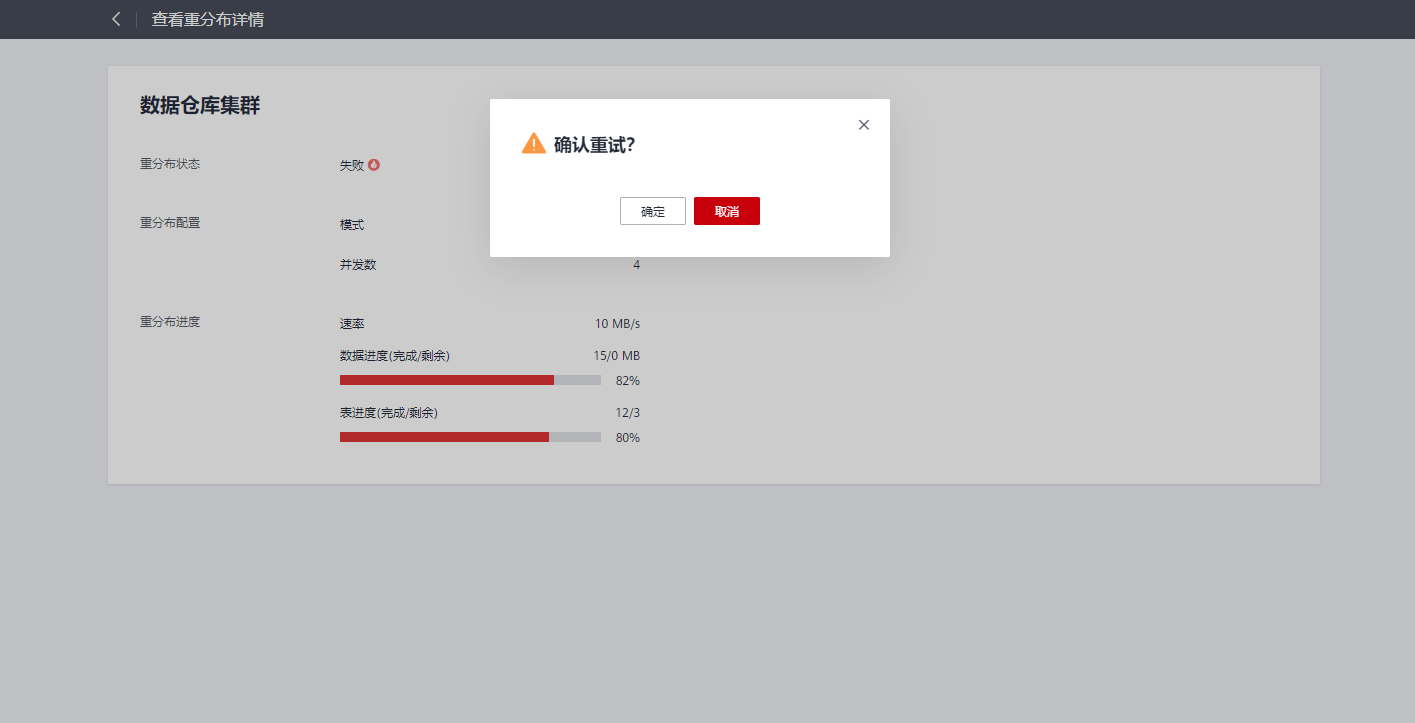 查看重分布详情
数据仓库集群
确认重试?
重分布状态 失败
确定 取消
重分布配置 模式
并发数 4
重分布进度 速率 10 MB/s
数据进度(完成/剩余) 15/0 MB
82%
表进度(完成/剩余) 12/3
80%